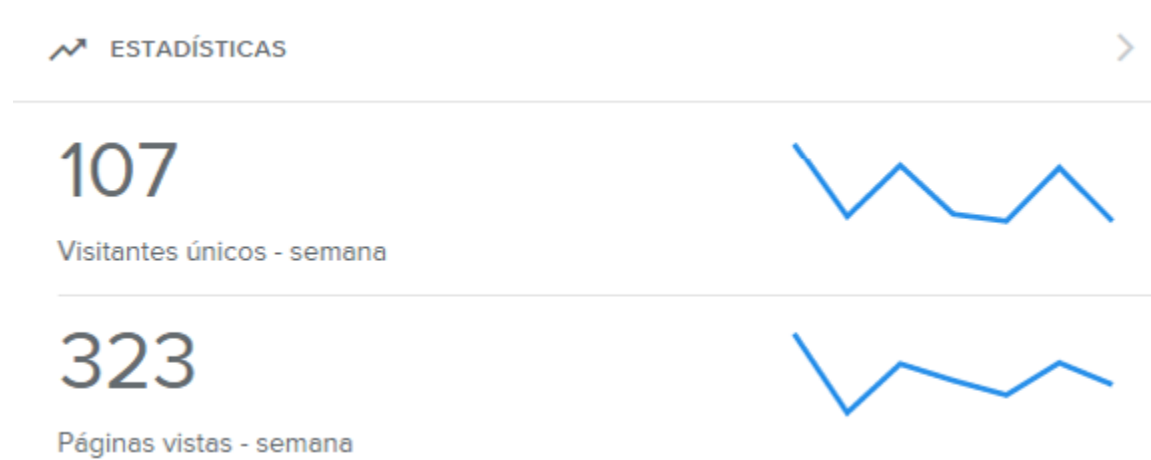 ESTADÍSTICAS
107
Visitantes únicos - semana
323
Páginas vistas - semana